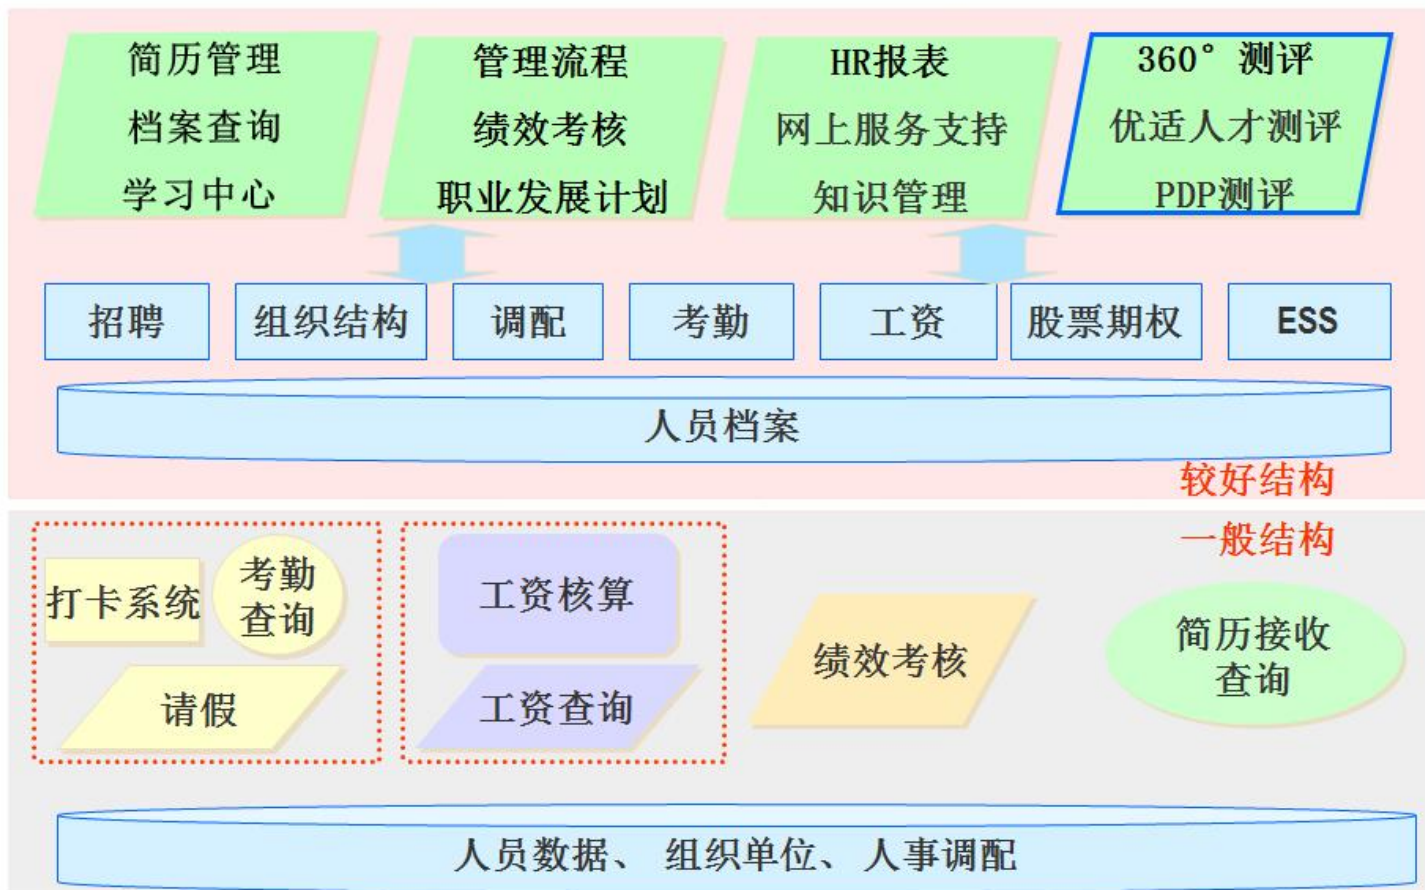 简历管理
档案查询
学习中心
管理流程
绩效考核
职业发展计划
HR报表
网上服务支持
知识管理
360°测评
优适人才测评
PDP测评
招聘
组织结构
调配
考勤
工资
股票期权
ESS
人员档案
较好结构
一般结构
打卡系统
考勤
查询
请假
工资核算
工资查询
绩效考核
简历接收
查询
人员数据、 组织单位、人事调配